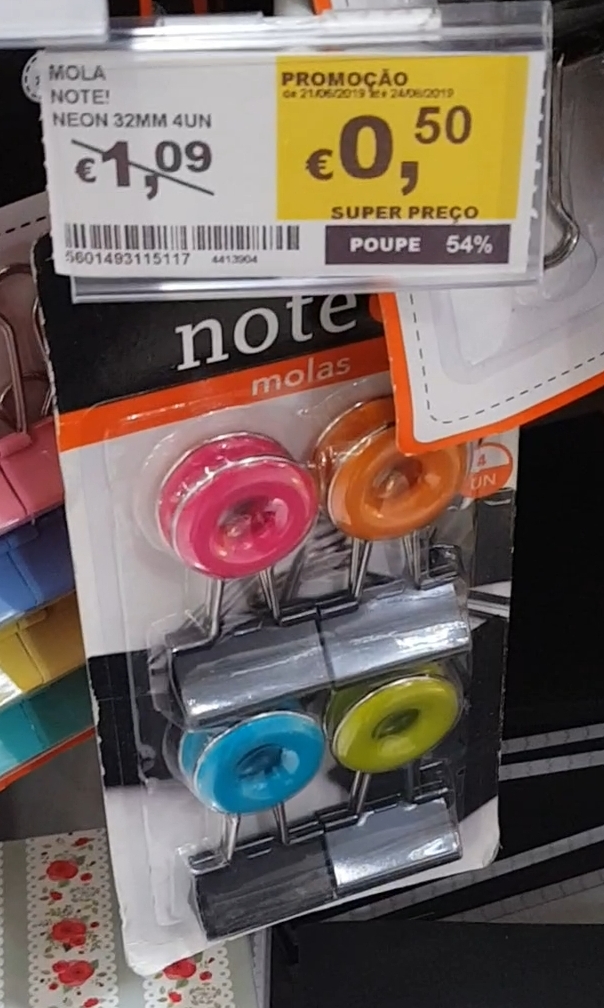 MOLA
NOTE!
NEON 32MM 4UN
€1,09
PROMOÇÃO
de 21/06/2019 até 24/06/2019
€0,50
SUPER PREÇO
POUPE 54%
5601493115117 4413904
note
molas
4
UN